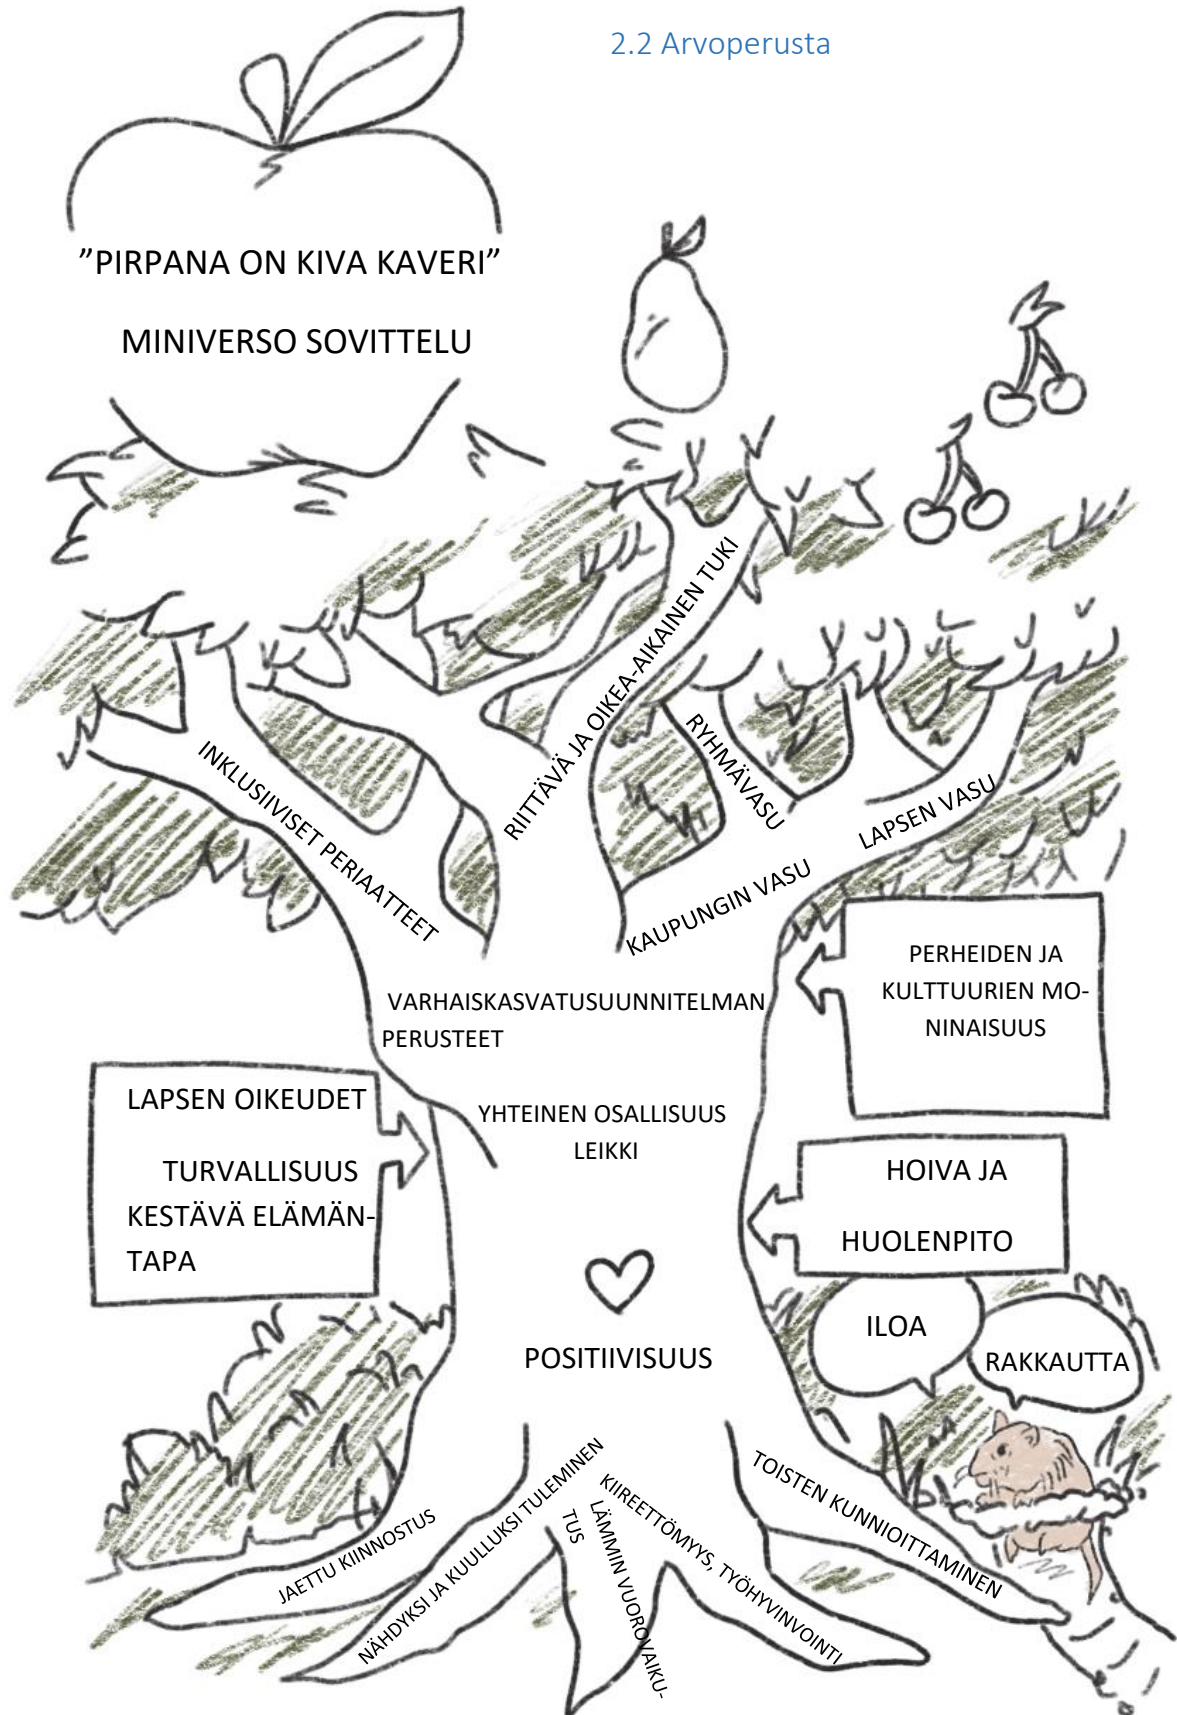 2.2 Arvoperusta
”PIRPANA ON KIVA KAVERI”
MINIVERSO SOVITTELU
RIITTÄVÄ JA OIKEA-AIKAINEN TUKI
INKLUSIIVISET PERIAATTEET
RYHMÄVASU
LAPSEN VASU
KAUPUNGIN VASU
PERHEIDEN JA
KULTTUURIEN MO-
NINAISUUS
VARHAISKASVATUSUUNNITELMAN
PERUSTEET
LAPSEN OIKEUDET
TURVALLISUUS
KESTÄVÄ ELÄMÄN-
TAPA
YHTEINEN OSALLISUUS
LEIKKI
HOIVA JA
HUOLENPITO
ILOA
RAKKAUTTA
POSITIIVISUUS
JAETTU KIINNOSTUS
NÄHDYKSI JA KUULLUKSI TULEMINEN
LÄMMIN VUOROVAIKU-
TUS
KIIREETTÖMYYS, TYÖHYVINVOINTI
TOISTEN KUNNIOITTAMINEN